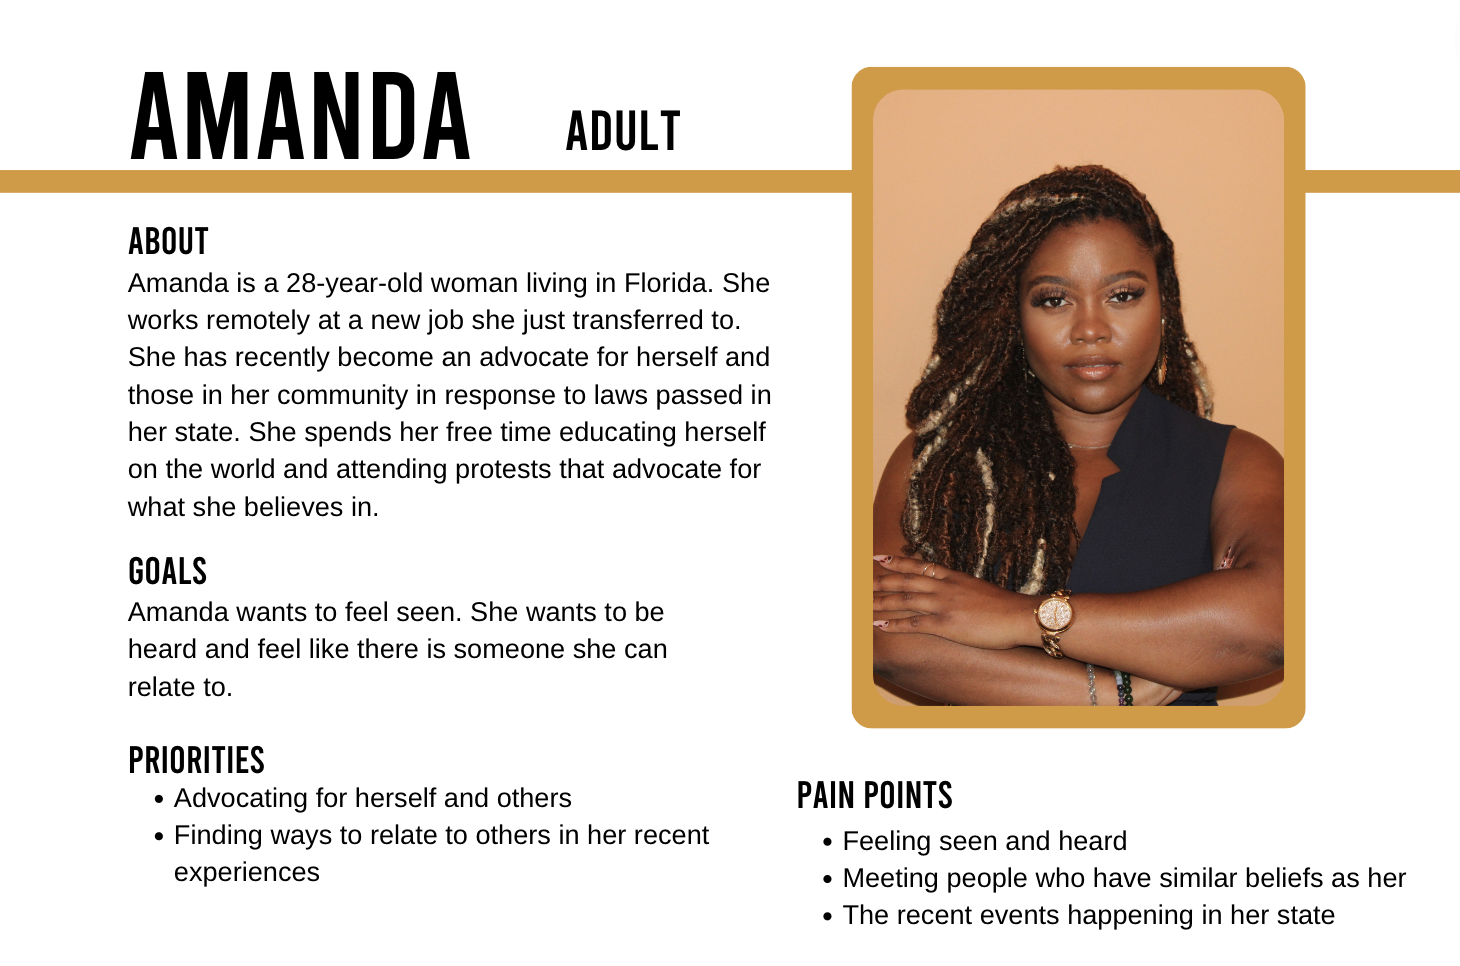 AMANDA
ADULT
ABOUT
Amanda is a 28-year-old woman living in Florida. She
works remotely at a new job she just transferred to.
She has recently become an advocate for herself and
those in her community in response to laws passed in
her state. She spends her free time educating herself
on the world and attending protests that advocate for
what she believes in.
GOALS
Amanda wants to feel seen. She wants to be
heard and feel like there is someone she can
relate to.
PRIORITIES
• Advocating for herself and others
• Finding ways to relate to others in her recent
experiences
PAIN POINTS
• Feeling seen and heard
• Meeting people who have similar beliefs as her
• The recent events happening in her state